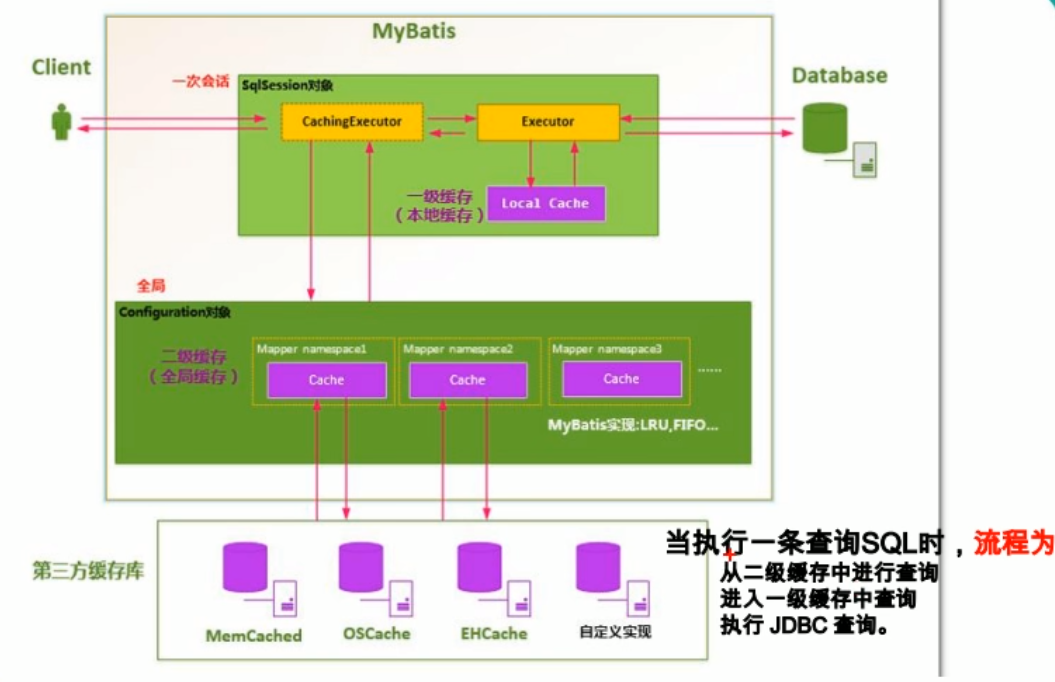 MyBatis
Client
一次会话
SqlSession对象
Database
CachingExecutor
Executor
一级缓存
（本地缓存）
Local Cache
全局
Configuration对象
二级缓存
（全局缓存）
Mapper namespace1
Mapper namespace2
Mapper namespace3
Cache
Cache
Cache
......
MyBatis实现:LRU,FIFO...
第三方缓存库
MemCached
OSCache
EHCache
自定义实现
当执行一条查询SQL时，流程为
从二级缓存中进行查询
进入一级缓存中查询
执行 JDBC 查询。